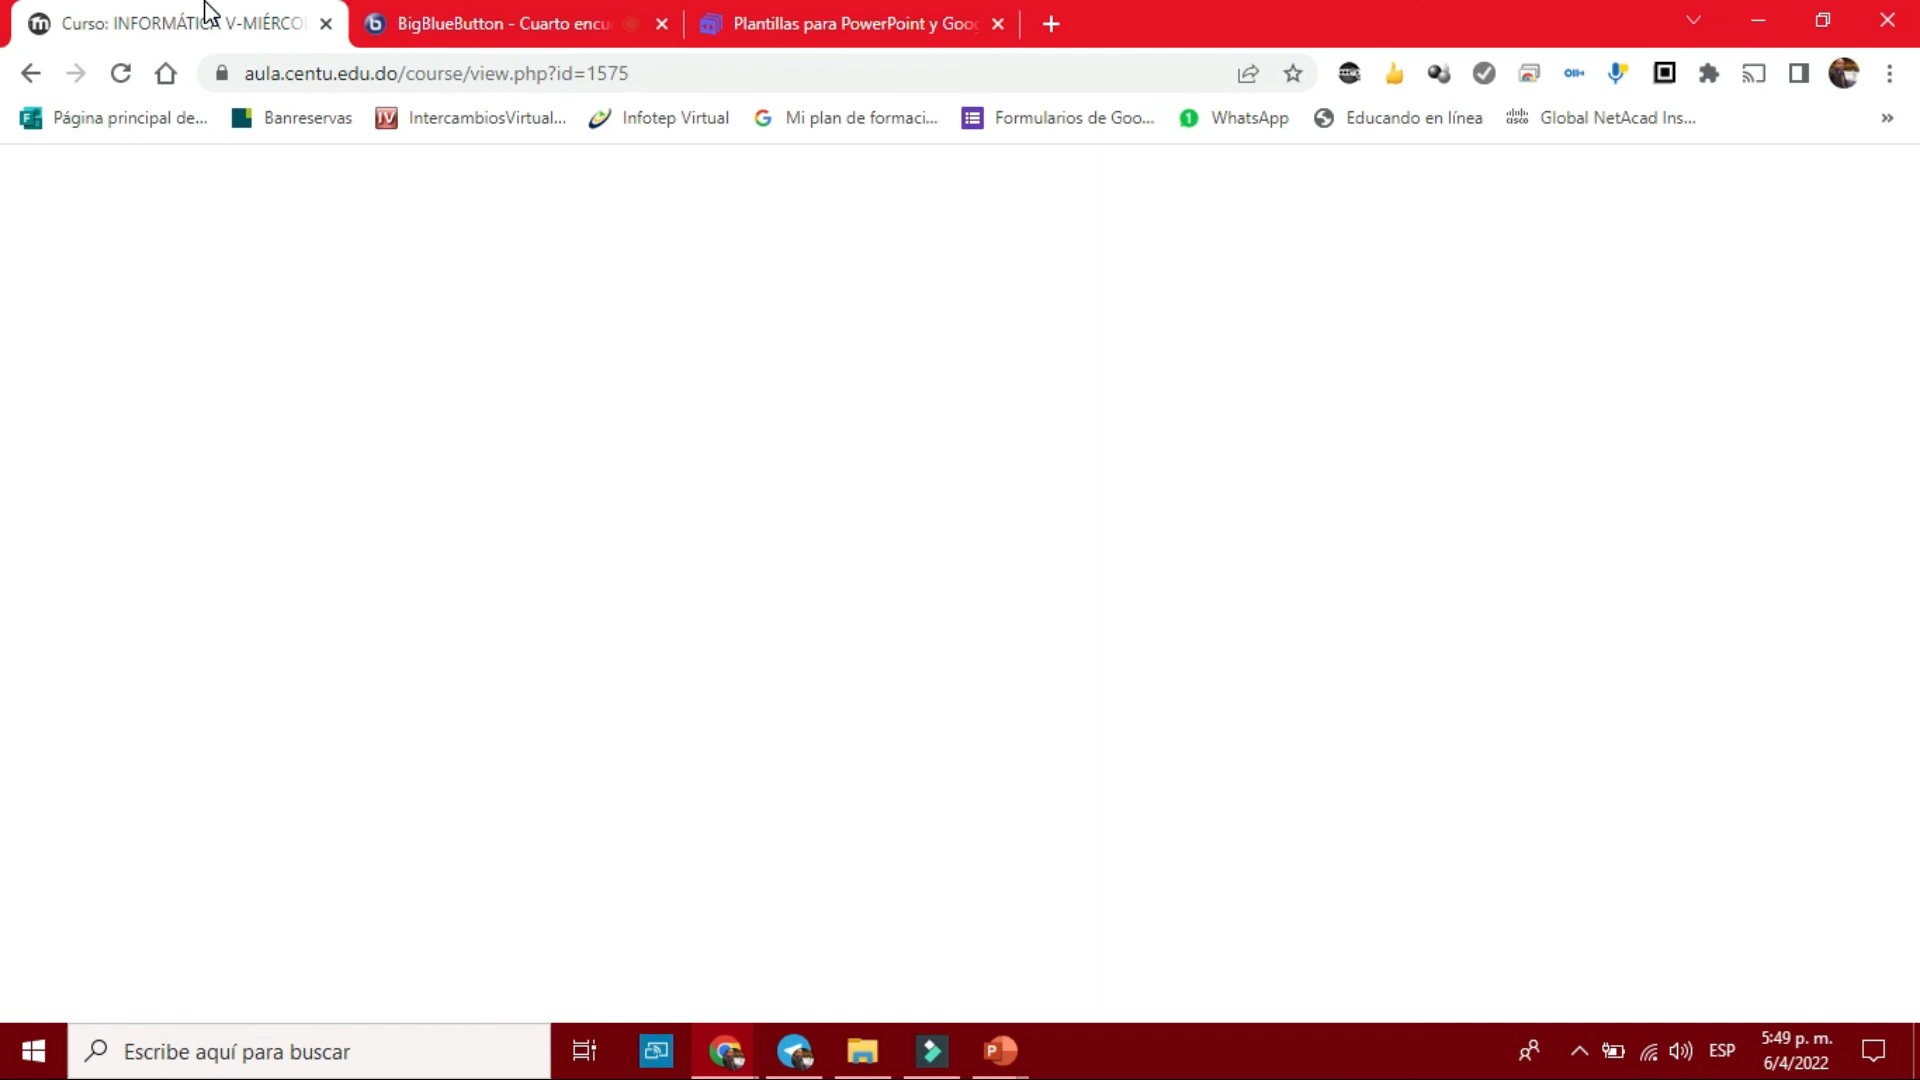 Curso: INFORMÁTICA V-MIÉRCOL
BigBlueButton - Cuarto encu
Plantillas para PowerPoint y Goo
aula.centu.edu.do/course/view.php?id=1575
Página principal de...
Banreservas
IntercambiosVirtual...
Infotep Virtual
Mi plan de formaci...
Formularios de Goo...
WhatsApp
Educando en línea
Global NetAcad Ins...
Escribe aquí para buscar
ESP
5:49 p. m.
6/4/2022